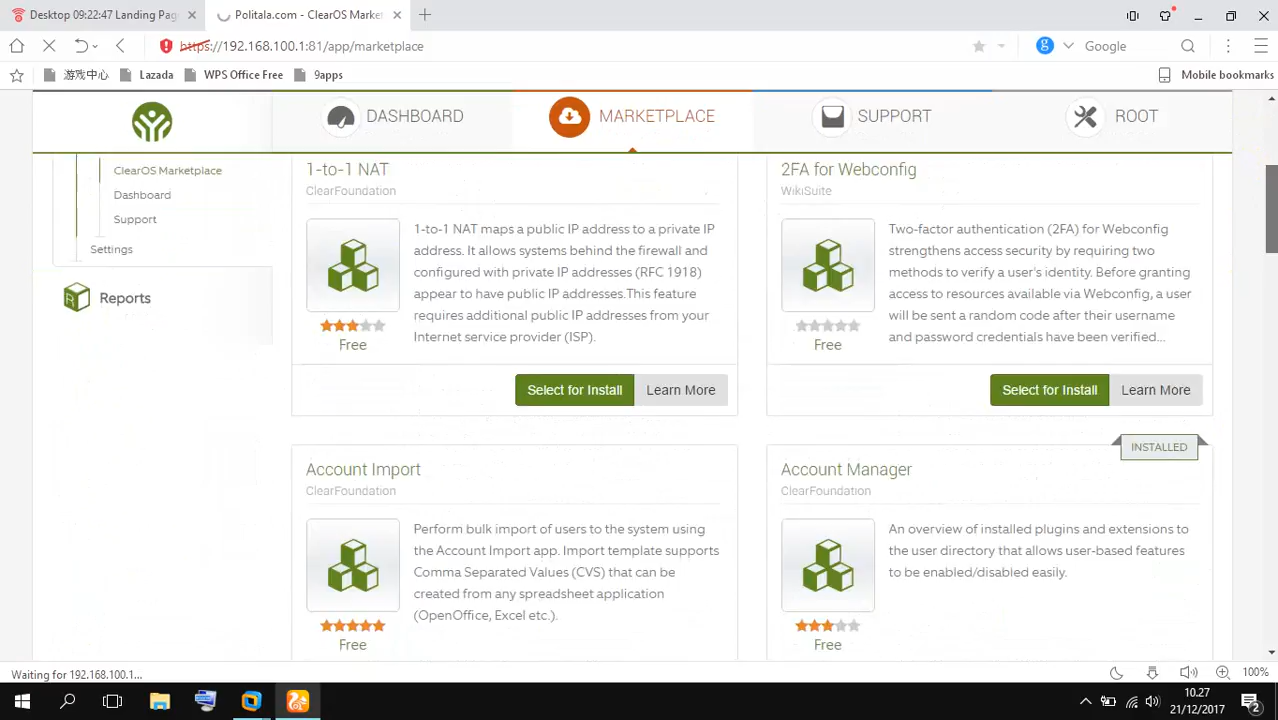 Desktop 09:22:47 Landing Pag
Politala.com - ClearOS Marke
https://192.168.100.1:81/app/marketplace
Google
游戏中心
Lazada
WPS Office Free
9apps
Mobile bookmarks
DASHBOARD
MARKETPLACE
SUPPORT
ROOT
ClearOS Marketplace
Dashboard
Support
Settings
Reports
1-to-1 NAT
ClearFoundation
1-to-1 NAT maps a public IP address to a private IP
address. It allows systems behind the firewall and
configured with private IP addresses (RFC 1918)
appear to have public IP addresses.This feature
requires additional public IP addresses from your
Internet service provider (ISP).
Free
Select for Install
Learn More
2FA for Webconfig
WikiSuite
Two-factor authentication (2FA) for Webconfig
strengthens access security by requiring two
methods to verify a user's identity. Before granting
access to resources available via Webconfig, a user
will be sent a random code after their username
and password credentials have been verified...
Free
Select for Install
Learn More
Account Import
ClearFoundation
Perform bulk import of users to the system using
the Account Import app. Import template supports
Comma Separated Values (CVS) that can be
created from any spreadsheet application
(OpenOffice, Excel etc.).
Free
INSTALLED
Account Manager
ClearFoundation
An overview of installed plugins and extensions to
the user directory that allows user-based features
to be enabled/disabled easily.
Free
Waiting for 192.168.100.1...
100%
10.27
21/12/2017
2